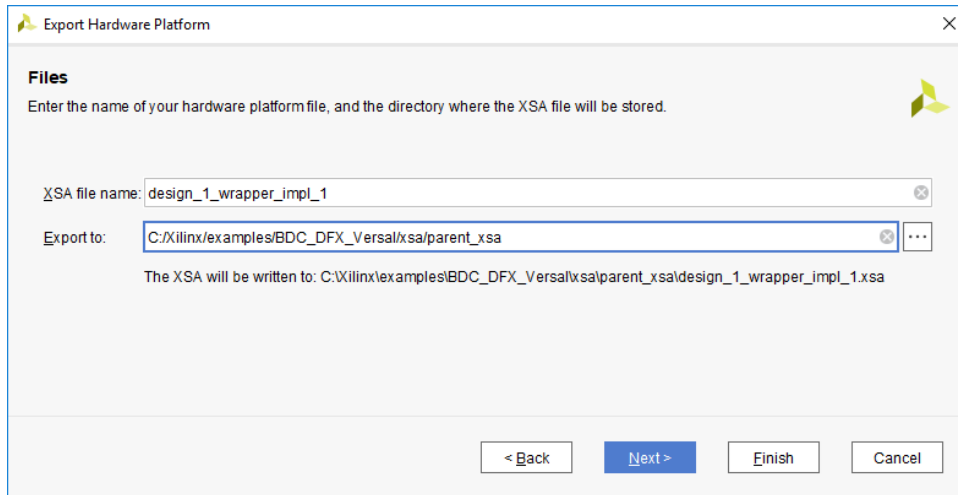 Export Hardware Platform
Files
Enter the name of your hardware platform file, and the directory where the XSA file will be stored.
XSA file name: design_1_wrapper_impl_1
Export to: C:/Xilinx/examples/BDC_DFX_Versal/xsa/parent_xsa
The XSA will be written to: C:\Xilinx\examples\BDC_DFX_Versal\xsa\parent_xsa\design_1_wrapper_impl_1.xsa
< Back Next > Finish Cancel